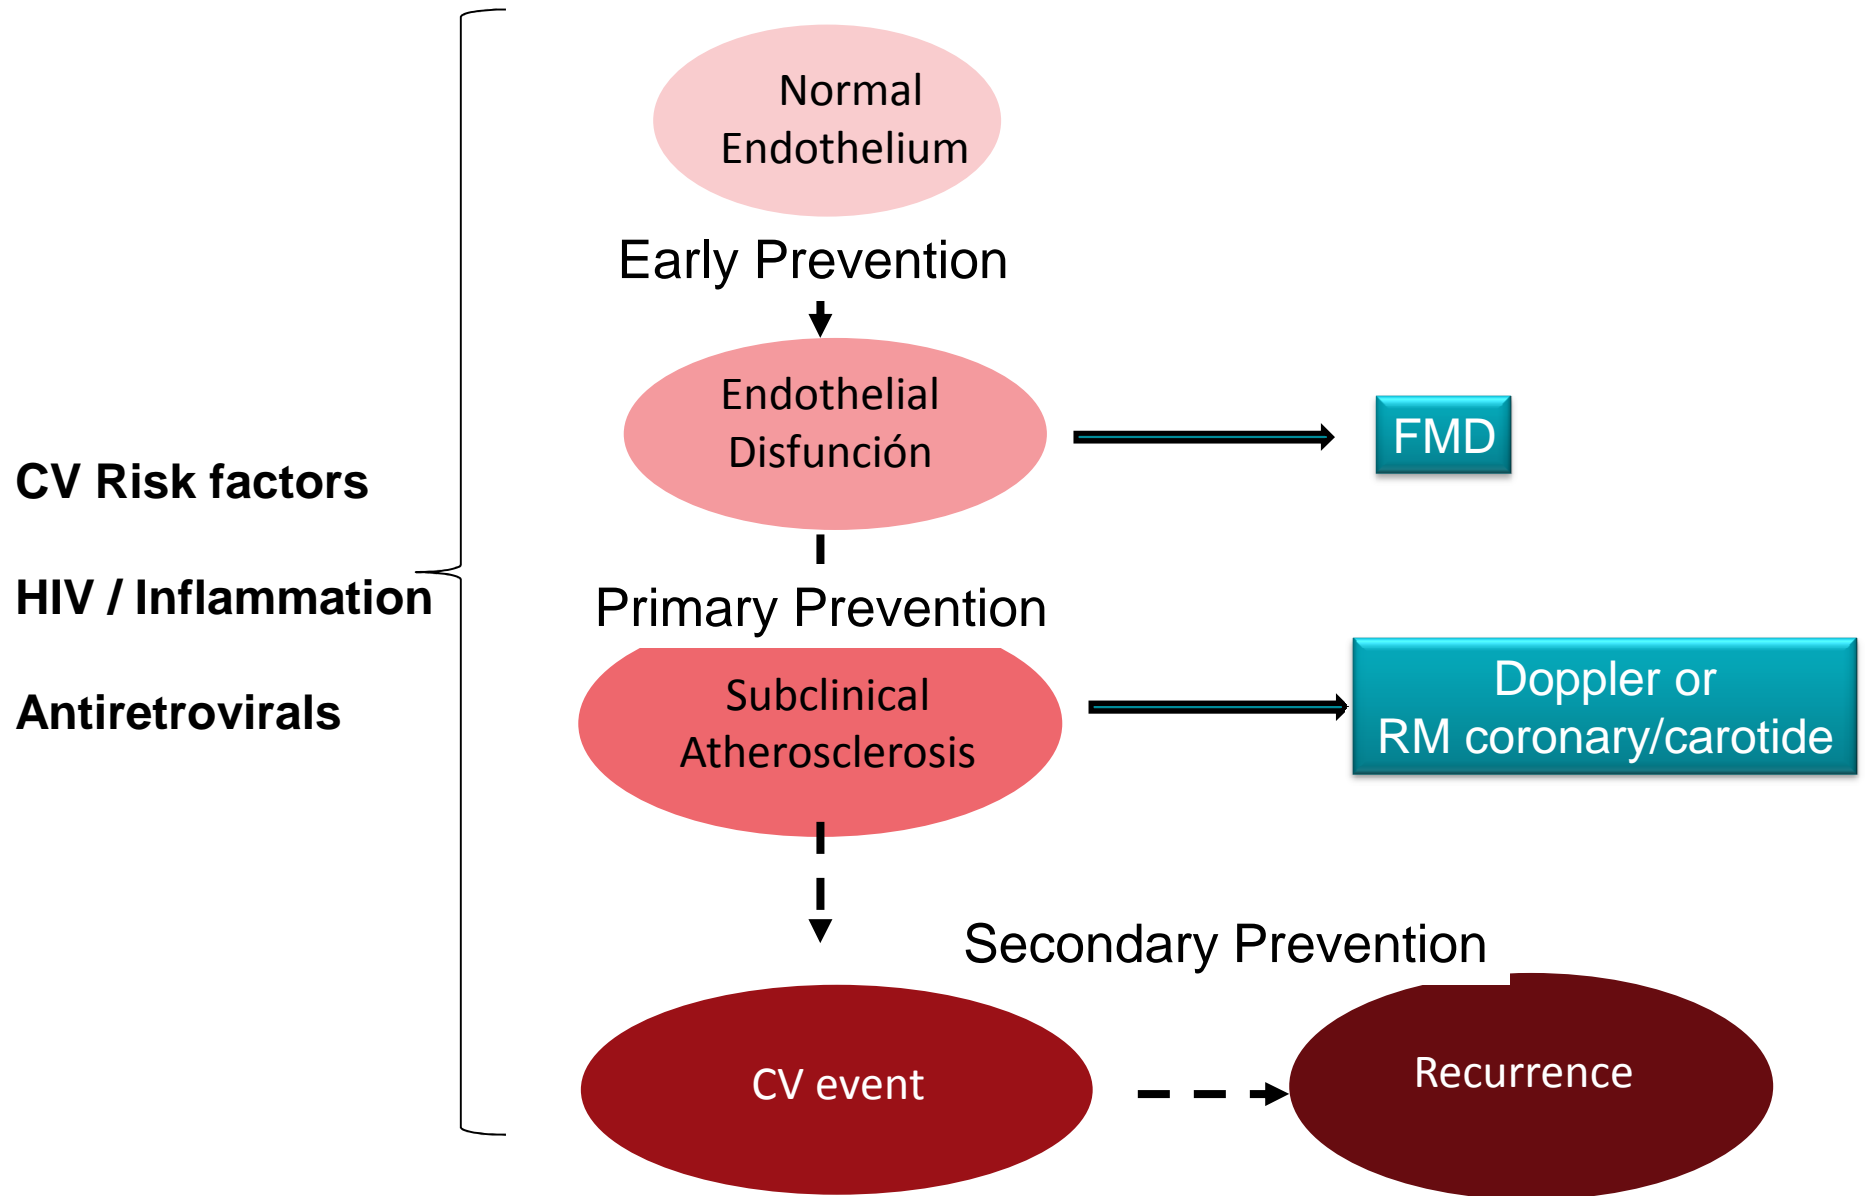 Normal
Endothelium
Early Prevention
Endothelial
Disfunción
FMD
CV Risk factors
HIV / Inflammation
Antiretrovirals
Primary Prevention
Subclinical
Atherosclerosis
Doppler or
RM coronary/carotide
Secondary Prevention
CV event
Recurrence